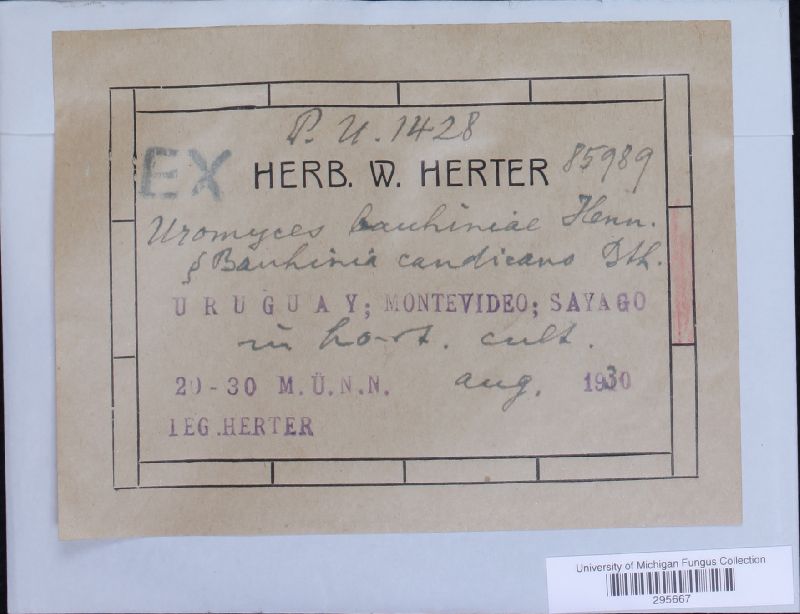 P. U. 1428
EX HERB. W. HERTER 85989
Uromyces bauhiniae Henn.
f Bauhinia candicans Bth.
URUGUAY; MONTEVIDEO; SAYAGO
in hort. cult.
20-30 M.Ü.N.N. aug. 1930
LEG.HERTER
University of Michigan Fungus Collection
295667